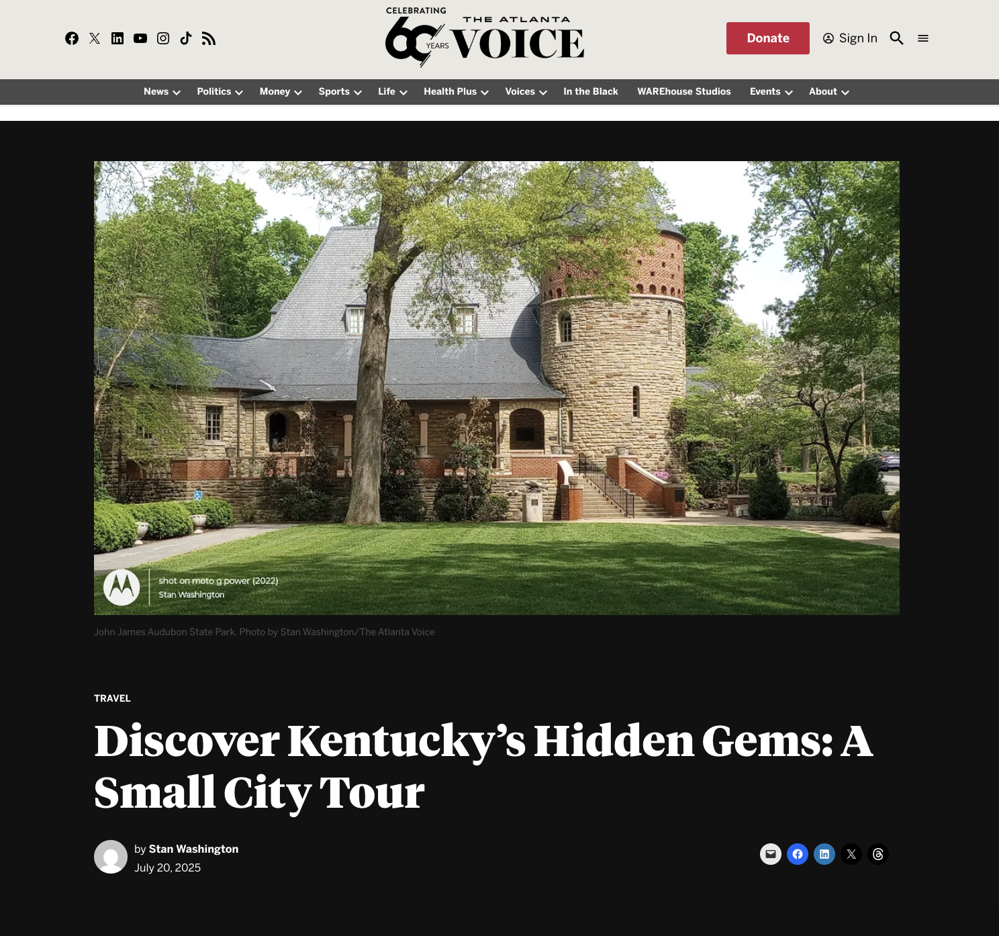 CELEBRATING
60 YEARS
THE ATLANTA
VOICE
Donate
Sign In
News
Politics
Money
Sports
Life
Health Plus
Voices
In the Black
WAREhouse Studios
Events
About
shot on moto g power (2022)
Stan Washington
John James Audubon State Park. Photo by Stan Washington/The Atlanta Voice
TRAVEL
Discover Kentucky’s Hidden Gems: A
Small City Tour
by Stan Washington
July 20, 2025